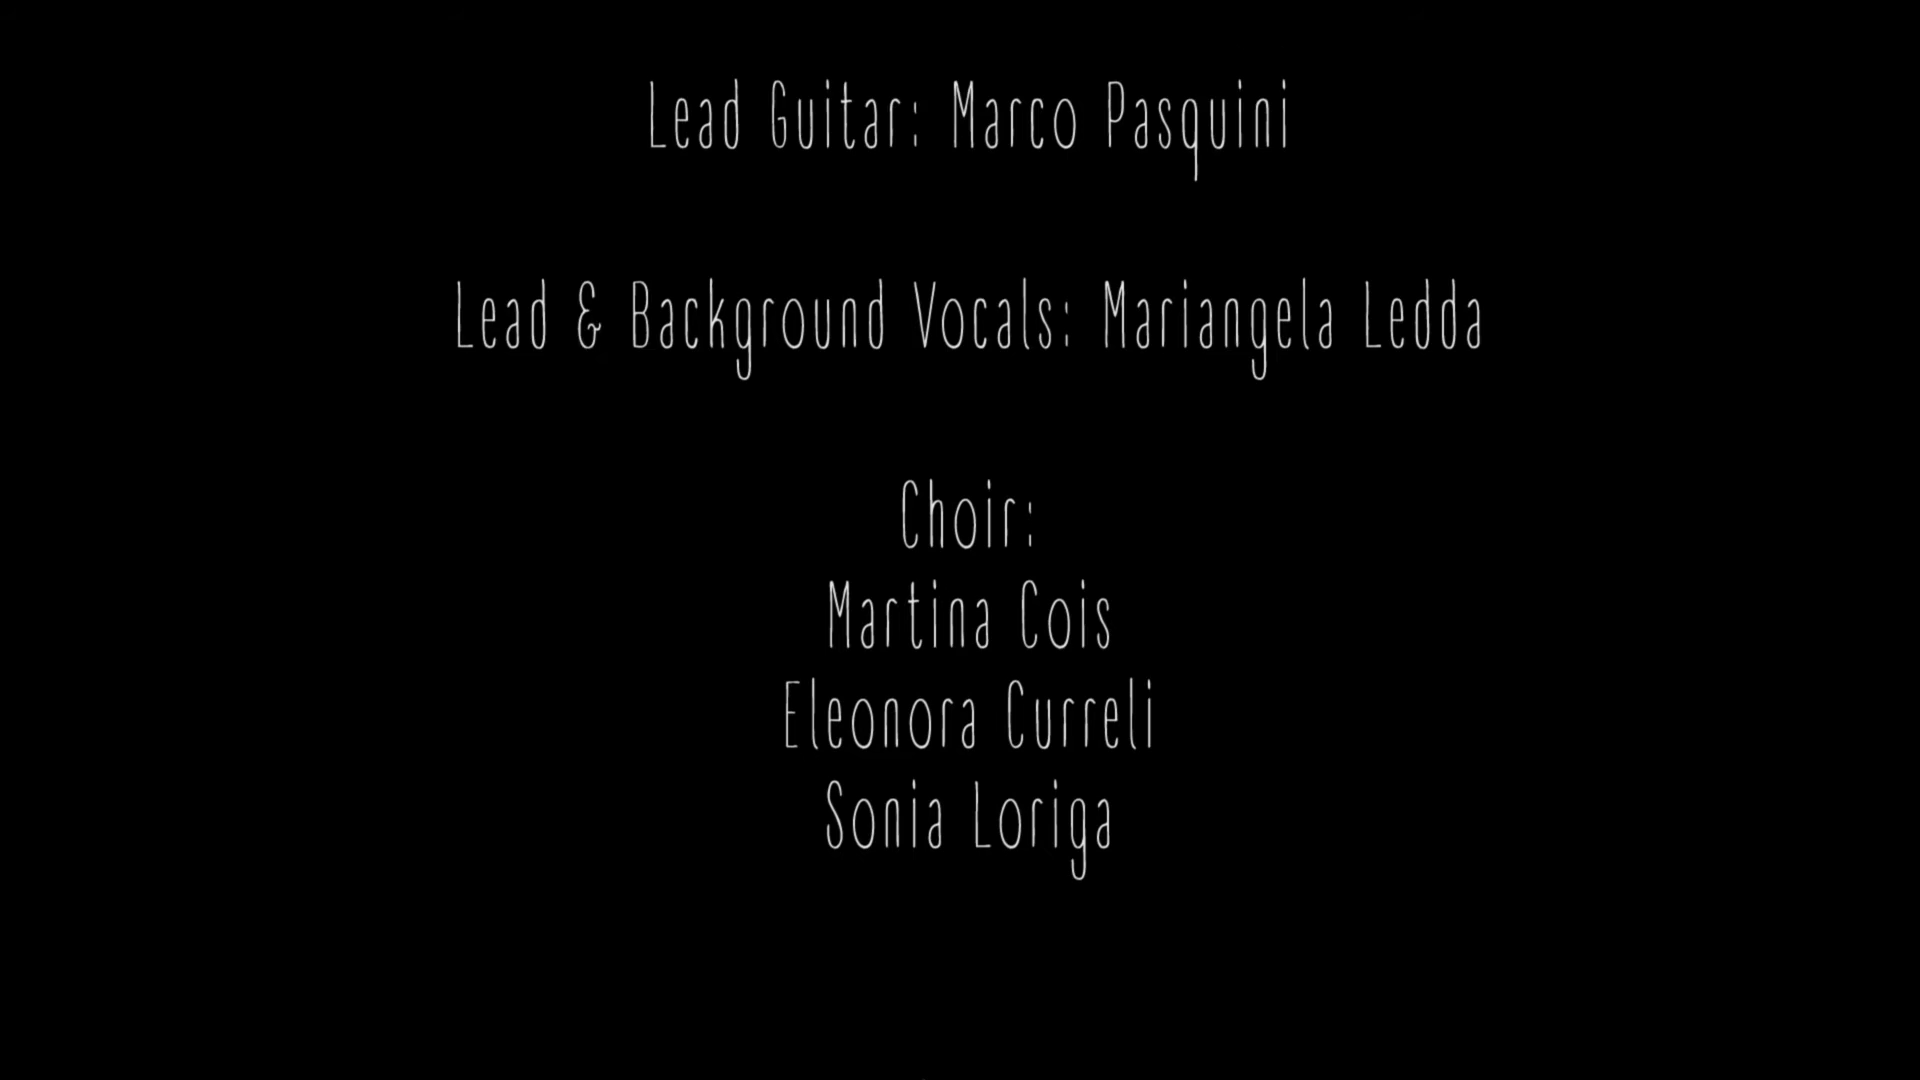 Lead Guitar: Marco Pasquini
Lead & Background Vocals: Mariangela Ledda
Choir:
Martina Cois
Eleonora Curreli
Sonia Loriga